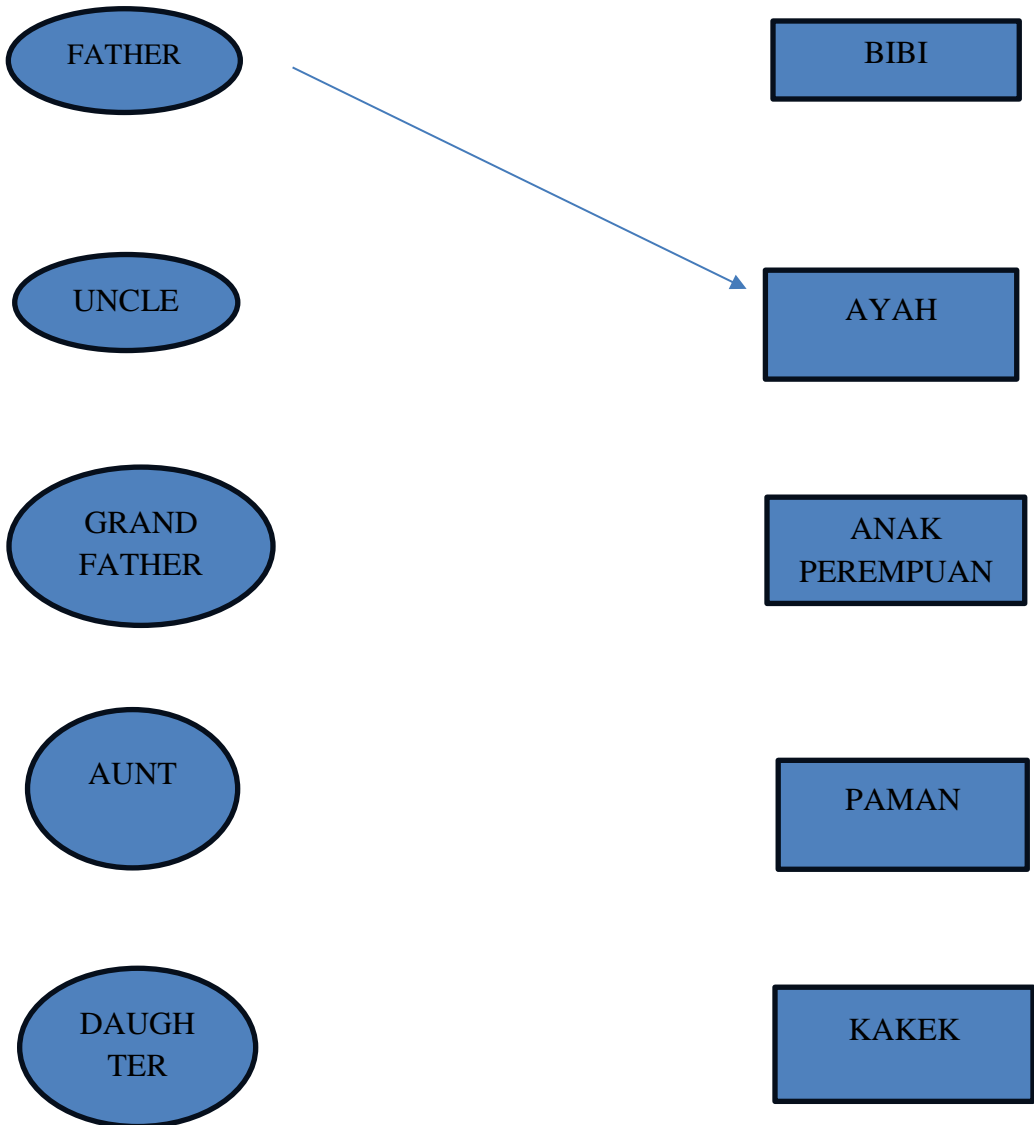 FATHER
BIBI
UNCLE
AYAH
GRAND
FATHER
ANAK
PEREMPUAN
AUNT
PAMAN
DAUGH
TER
KAKEK